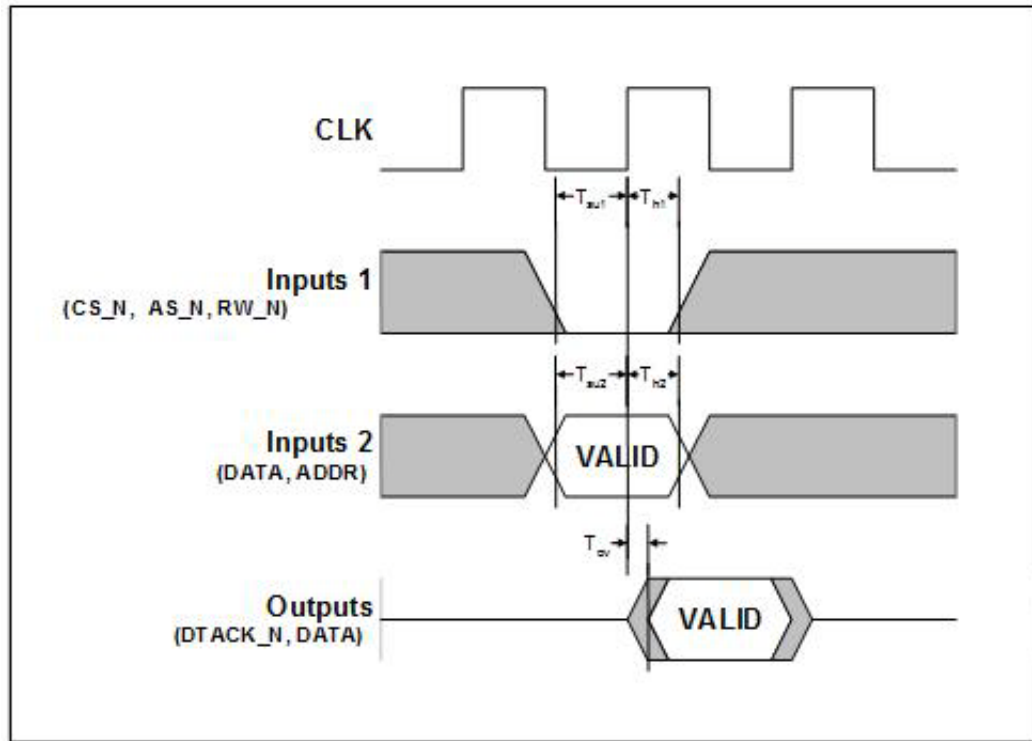 CLK
Tsu1 Th1
Inputs 1
(CS_N, AS_N, RW_N)
Tsu2 Th2
Inputs 2
(DATA, ADDR)
VALID
Tov
Outputs
(DTACK_N, DATA)
VALID